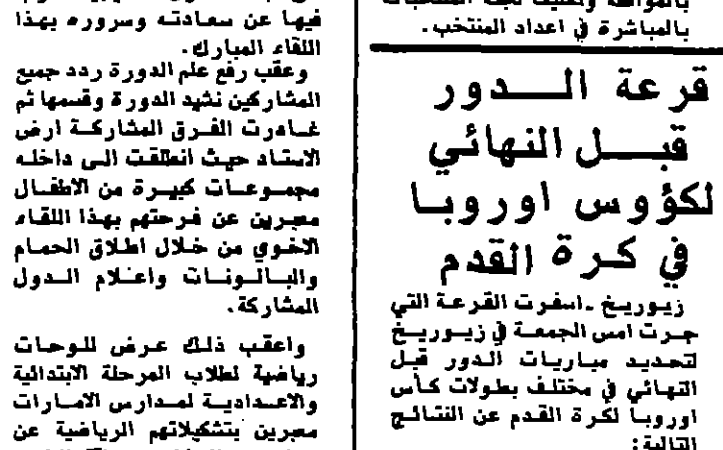 بالمباشرة في اعداد المنتخب.
قرعة الدور
قبل النهائي
لكؤوس اوروبا
في كرة القدم
زيوريخ ـ اسفرت القرعة التي
جرت امس الجمعة في زيوريخ
لتحديد مباريات الدور قبل
النهائي في مختلف بطولات كأس
اوروبا لكرة القدم عن النتائج
التالية:
فيها عن سعادته وسروره بهذا
اللقاء المبارك.
وعقب رفع علم الدورة ردد جميع
المشاركين نشيد الدورة وقسمها ثم
غادرت الفرق المشاركة ارض
الاستاد حيث انطلقت الى داخله
مجموعات كبيرة من الاطفال
معبرين عن فرحتهم بهذا اللقاء
الاخوي من خلال اطلاق الحمام
والبالونات واعلام الدول
المشاركة.
واعقب ذلك عرض للوحات
رياضية لطلاب المرحلة الابتدائية
والاعدادية لمدارس الامارات
معبرين بتشكيلاتهم الرياضية عن